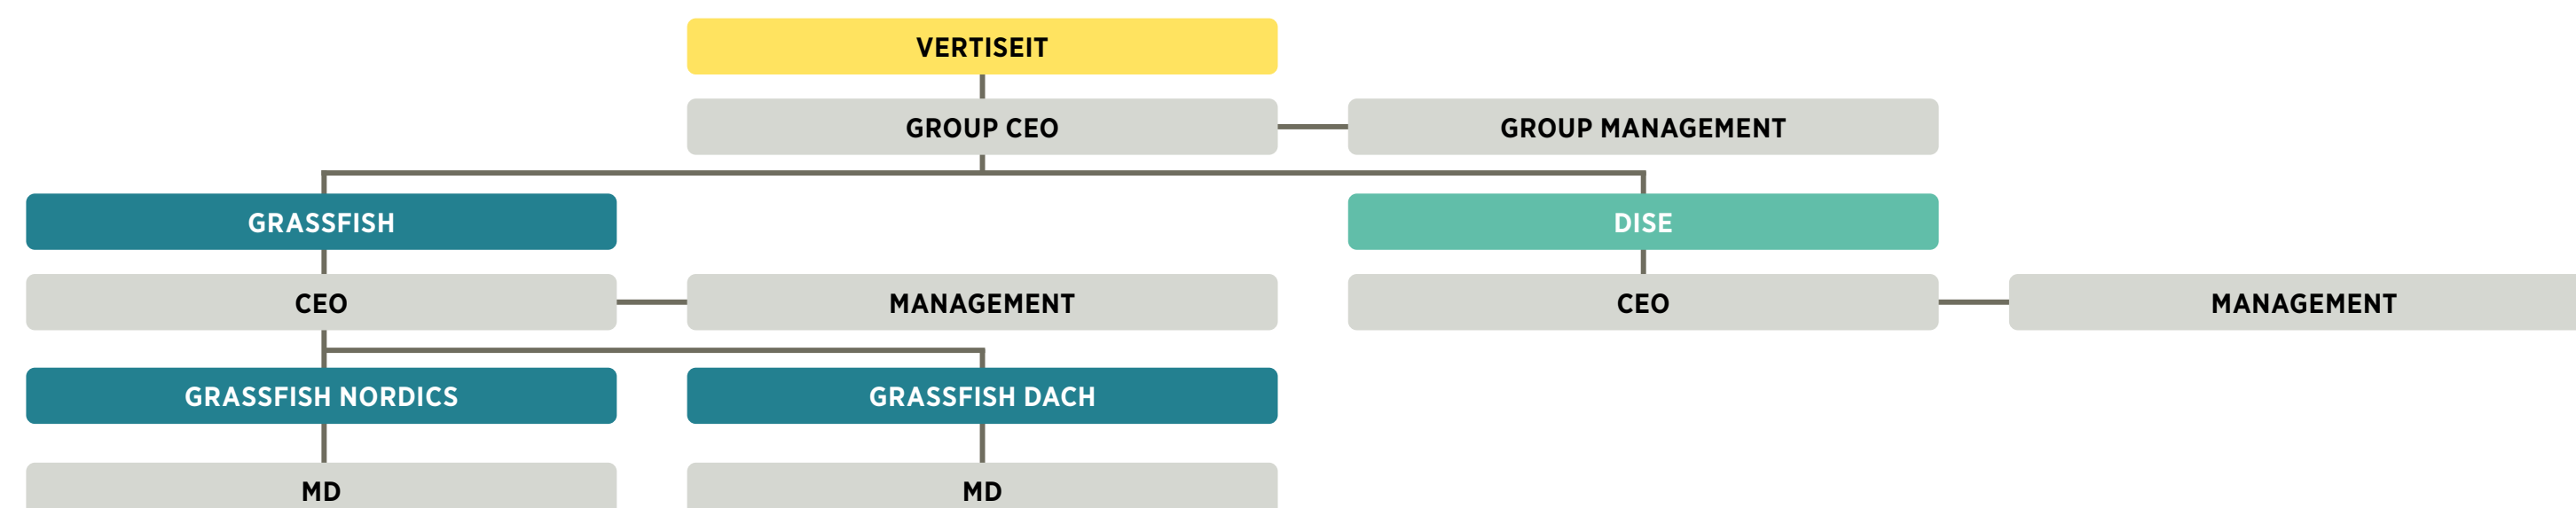 VERTISEIT
GROUP CEO
GROUP MANAGEMENT
GRASSFISH
DISE
CEO
MANAGEMENT
CEO
MANAGEMENT
GRASSFISH NORDICS
GRASSFISH DACH
MD
MD